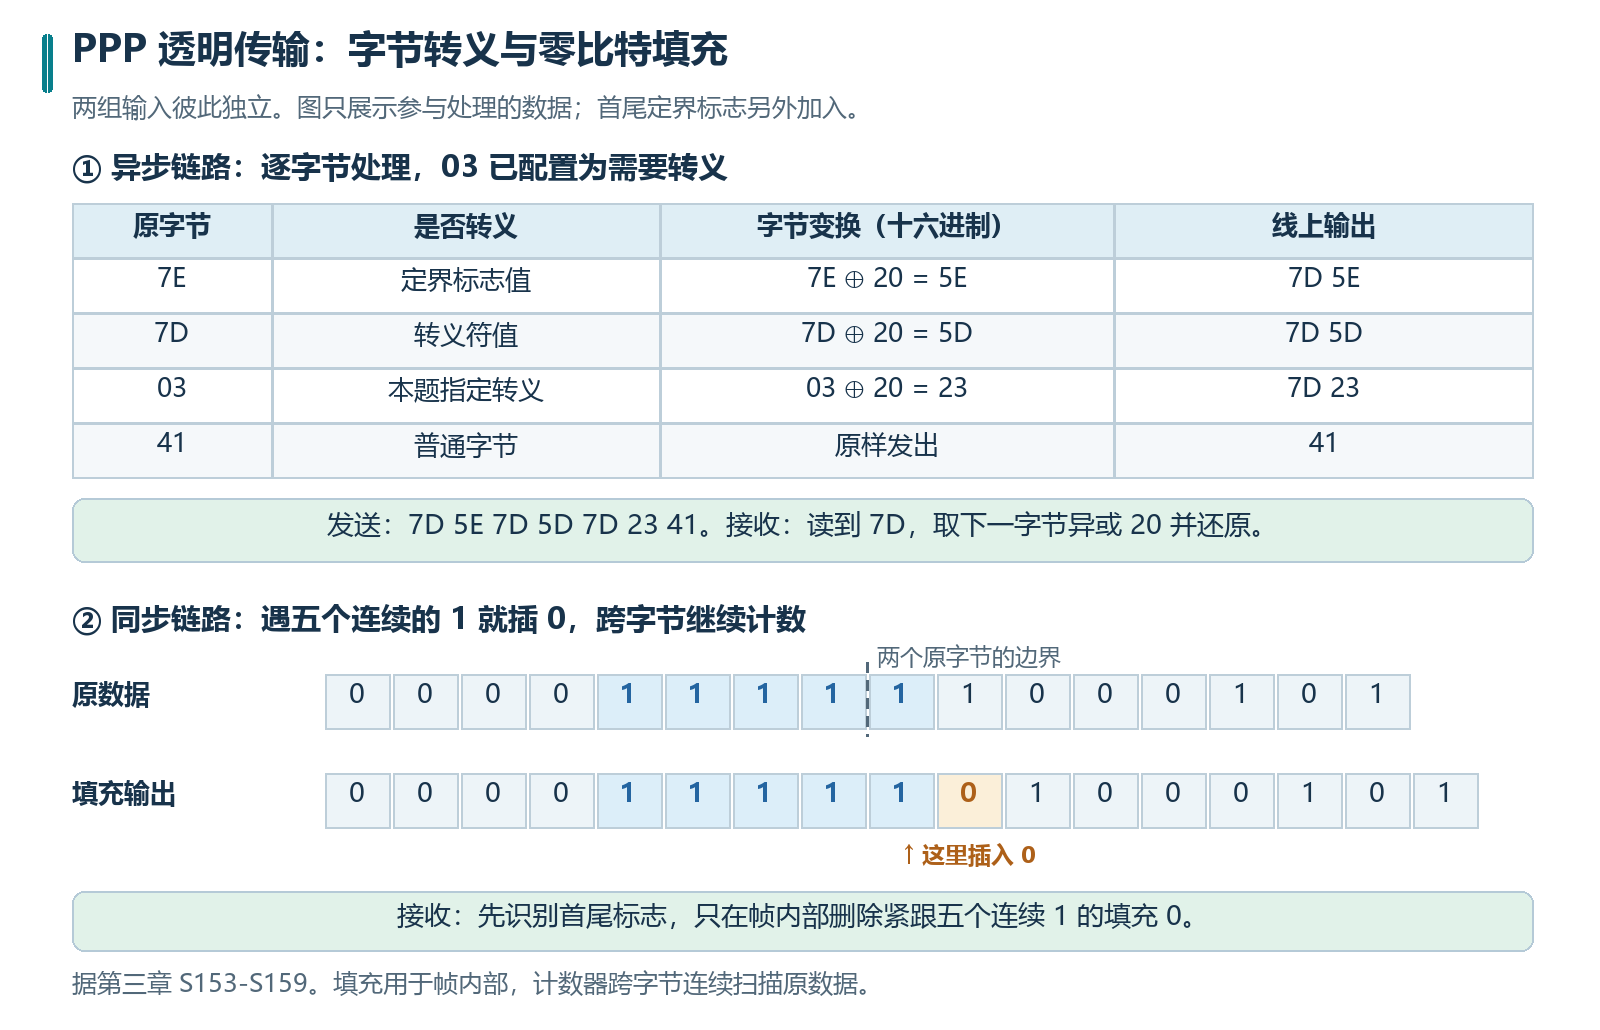 PPP 透明传输：字节转义与零比特填充
两组输入彼此独立。图只展示参与处理的数据；首尾定界标志另外加入。
① 异步链路：逐字节处理，03 已配置为需要转义
原字节 是否转义 字节变换（十六进制） 线上输出
7E 定界标志值 7E ⊕ 20 = 5E 7D 5E
7D 转义符值 7D ⊕ 20 = 5D 7D 5D
03 本题指定转义 03 ⊕ 20 = 23 7D 23
41 普通字节 原样发出 41
发送：7D 5E 7D 5D 7D 23 41。接收：读到 7D，取下一字节异或 20 并还原。
② 同步链路：遇五个连续的 1 就插 0，跨字节继续计数
两个原字节的边界
原数据 0 0 0 0 1 1 1 1 1 1 0 0 0 1 0 1
填充输出 0 0 0 0 1 1 1 1 1 0 1 0 0 0 1 0 1
↑ 这里插入 0
接收：先识别首尾标志，只在帧内部删除紧跟五个连续 1 的填充 0。
据第三章 S153-S159。填充用于帧内部，计数器跨字节连续扫描原数据。